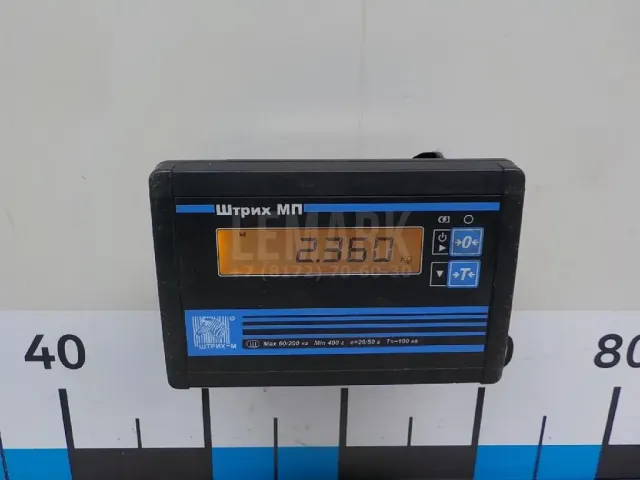 Штрих МП
LEMARK
2.360 kg
+7 (8172) 70-60-30
→0←
→T←
ШТРИХ-М
Max 60/200 кг Min 400 г e=20/50 г T=-100 кг
40
80